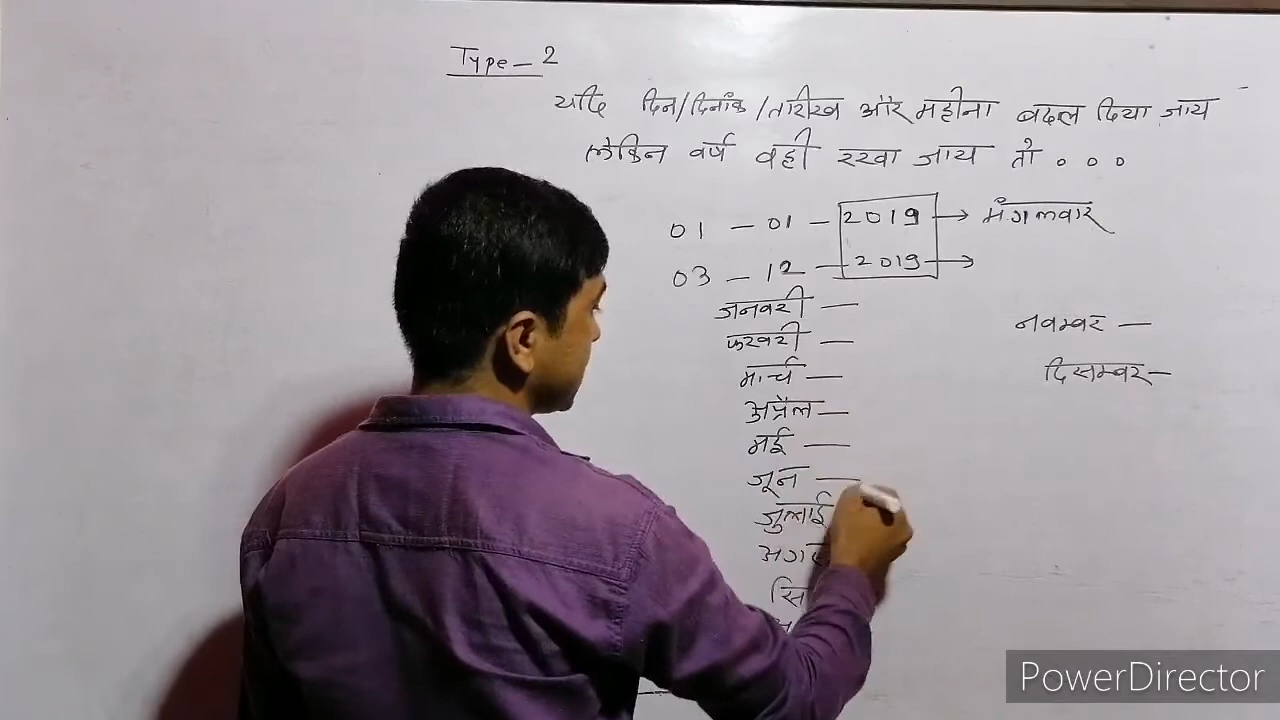 Type - 2
यदि दिन/दिनाँक/तारीख और महीना बदल दिया जाय
लेकिन वर्ष वही रखा जाय तो . . .
01 - 01 - 2019 → मंगलवार
03 - 12 - 2019 →
जनवरी -
फरवरी -
मार्च -
अप्रैल -
मई -
जून -
जुलाई
अगस
सि
नवम्बर -
दिसम्बर -
PowerDirector